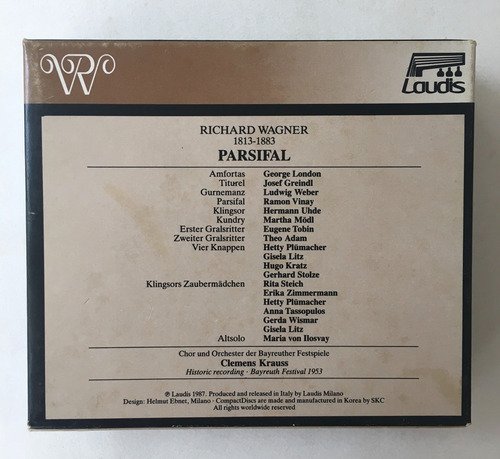 WR
Laudis
RICHARD WAGNER
1813-1883
PARSIFAL
Amfortas George London
Titurel Josef Greindl
Gurnemanz Ludwig Weber
Parsifal Ramon Vinay
Klingsor Hermann Uhde
Kundry Martha Mödl
Erster Gralsritter Eugene Tobin
Zweiter Gralsritter Theo Adam
Vier Knappen Hetty Plümacher
Gisela Litz
Hugo Kratz
Gerhard Stolze
Klingsors Zaubermädchen Rita Steich
Erika Zimmermann
Hetty Plümacher
Anna Tassopulos
Gerda Wismar
Gisela Litz
Altsolo Maria von Ilosvay
Chor und Orchester der Bayreuther Festspiele
Clemens Krauss
Historic recording · Bayreuth Festival 1953
℗ Laudis 1987. Produced and released in Italy by Laudis Milano
Design: Helmut Ebnet, Milano · CompactDiscs are made and manufactured in Korea by SKC
All rights worldwide reserved